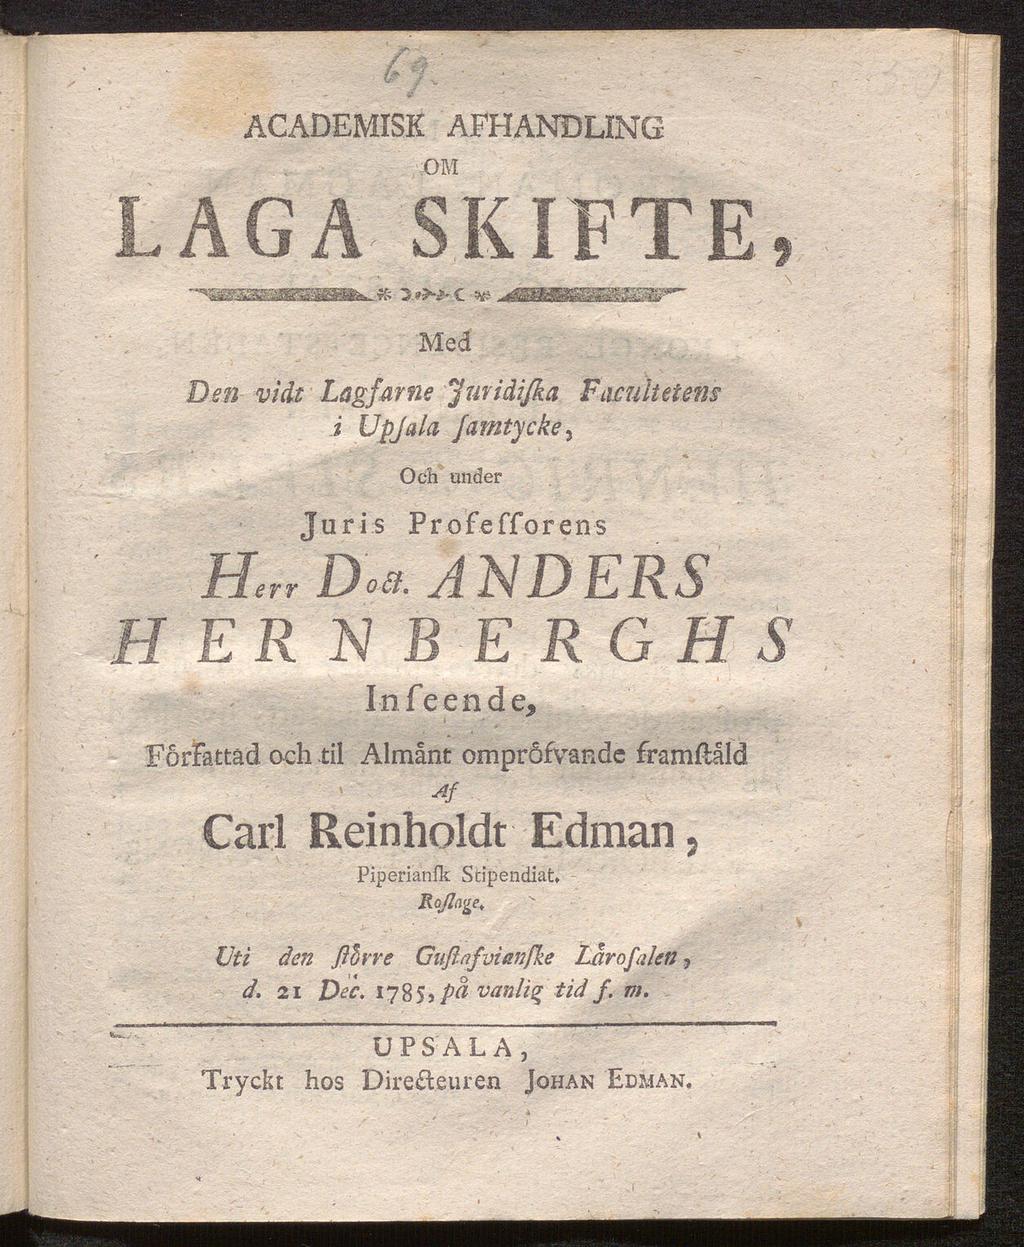 69.
ACADEMISK AFHANDLING
OM
LAGA SKIFTE,
Med
Den vidt Lagfarne Juridiſka Facultetens
i Upſala ſamtycke,
Och under
Juris Profeſſorens
Herr Doct. ANDERS
HERNBERGHS
Inſeende,
Författad och til Almånt ompröfvande framſtåld
Af
Carl Reinholdt Edman,
Piperianſk Stipendiat.
Roſlage.
Uti den ſtörre Guſtafvianſke Låroſalen,
d. 21 Dec. 1785, på vanlig tid f. m.
UPSALA,
Tryckt hos Directeuren JOHAN EDMAN.